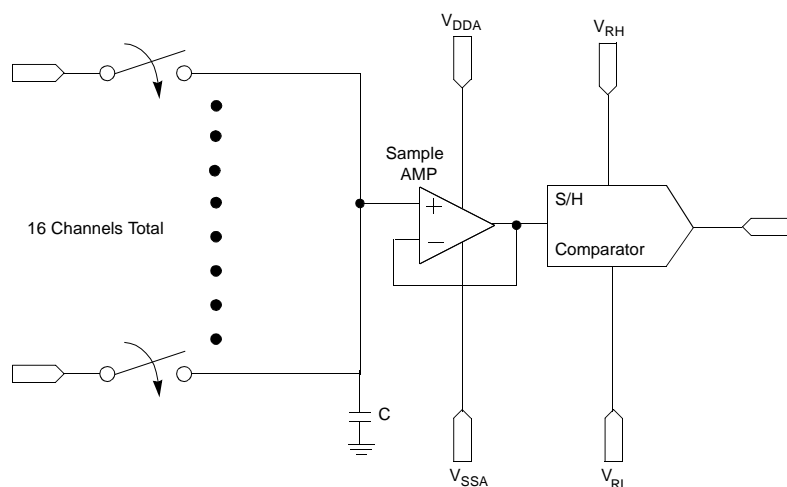 V_DDA
V_RH
Sample
AMP
+
−
S/H
Comparator
16 Channels Total
C
V_SSA
V_RL